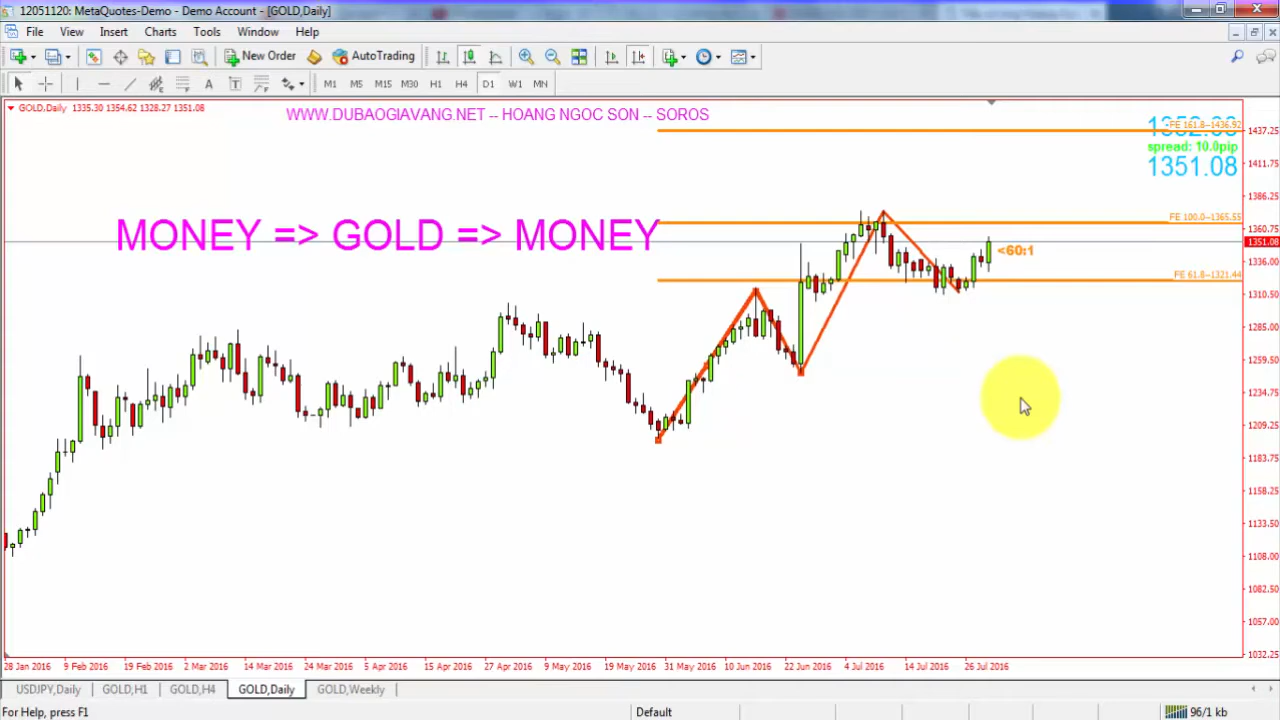 12051120: MetaQuotes-Demo - Demo Account - [GOLD,Daily]
File View Insert Charts Tools Window Help
New Order AutoTrading
A T M1 M5 M15 M30 H1 H4 D1 W1 MN
GOLD,Daily 1335.30 1354.62 1328.27 1351.08
WWW.DUBAOGIAVANG.NET -- HOANG NGOC SON -- SOROS
FE 161.8-1436.92
spread: 10.0pip
1351.08
MONEY => GOLD => MONEY
FE 100.0-1365.55
<60:1
FE 61.8-1321.44
1437.25
1411.75
1386.25
1360.75
1351.08
1336.00
1310.50
1285.00
1259.50
1234.75
1209.25
1183.75
1158.25
1133.50
1108.00
1082.50
1057.00
1032.25
28 Jan 2016 9 Feb 2016 19 Feb 2016 2 Mar 2016 14 Mar 2016 24 Mar 2016 5 Apr 2016 15 Apr 2016 27 Apr 2016 9 May 2016 19 May 2016 31 May 2016 10 Jun 2016 22 Jun 2016 4 Jul 2016 14 Jul 2016 26 Jul 2016
USDJPY,Daily GOLD,H1 GOLD,H4 GOLD,Daily GOLD,Weekly
For Help, press F1 Default 96/1 kb